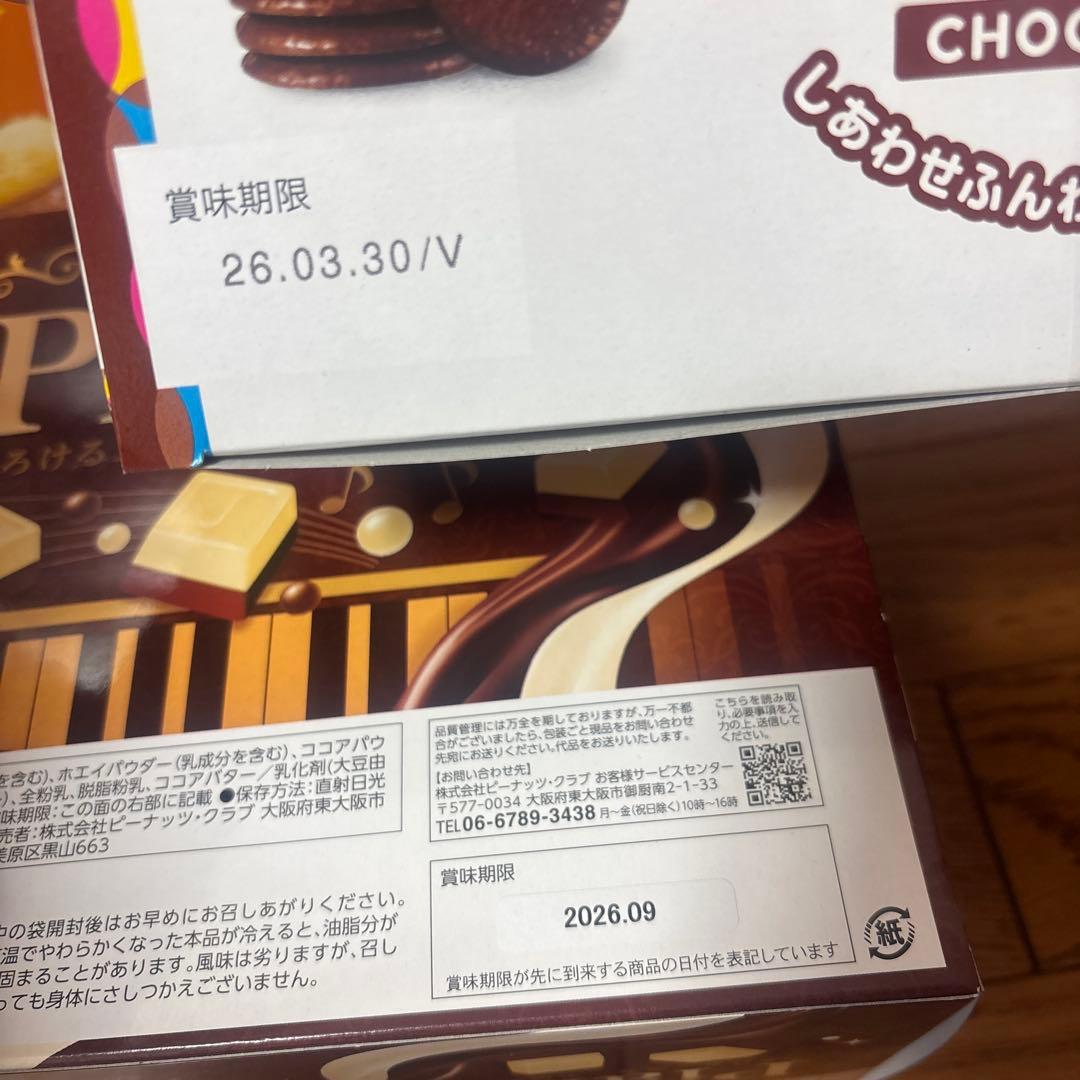 CHOC
しあわせふんわ
賞味期限
26.03.30/V
P
ろける
を含む)、ホエイパウダー(乳成分を含む)、ココアパウ
、全粉乳、脱脂粉乳、ココアバター／乳化剤(大豆由
味期限:この面の右部に記載 ●保存方法:直射日光
売者:株式会社ピーナッツ・クラブ 大阪府東大阪市
美原区黒山663
中の袋開封後はお早めにお召しあがりください。
温でやわらかくなった本品が冷えると、油脂分が
固まることがあります。風味は劣りますが、召し
っても身体にさしつかえございません。
品質管理には万全を期しておりますが、万一不都
合がございましたら、包装ごと現品をお問い合わせ
先宛にお送りください。代品をお送りいたします。
【お問い合わせ先】
株式会社ピーナッツ・クラブ お客様サービスセンター
〒577-0034 大阪府東大阪市御厨南2-1-33
TEL06-6789-3438 月～金(祝日除く)10時～16時
こちらを読み取
り、必要事項を入
力の上、送信して
ください。
賞味期限
2026.09
賞味期限が先に到来する商品の日付を表記しています
紙